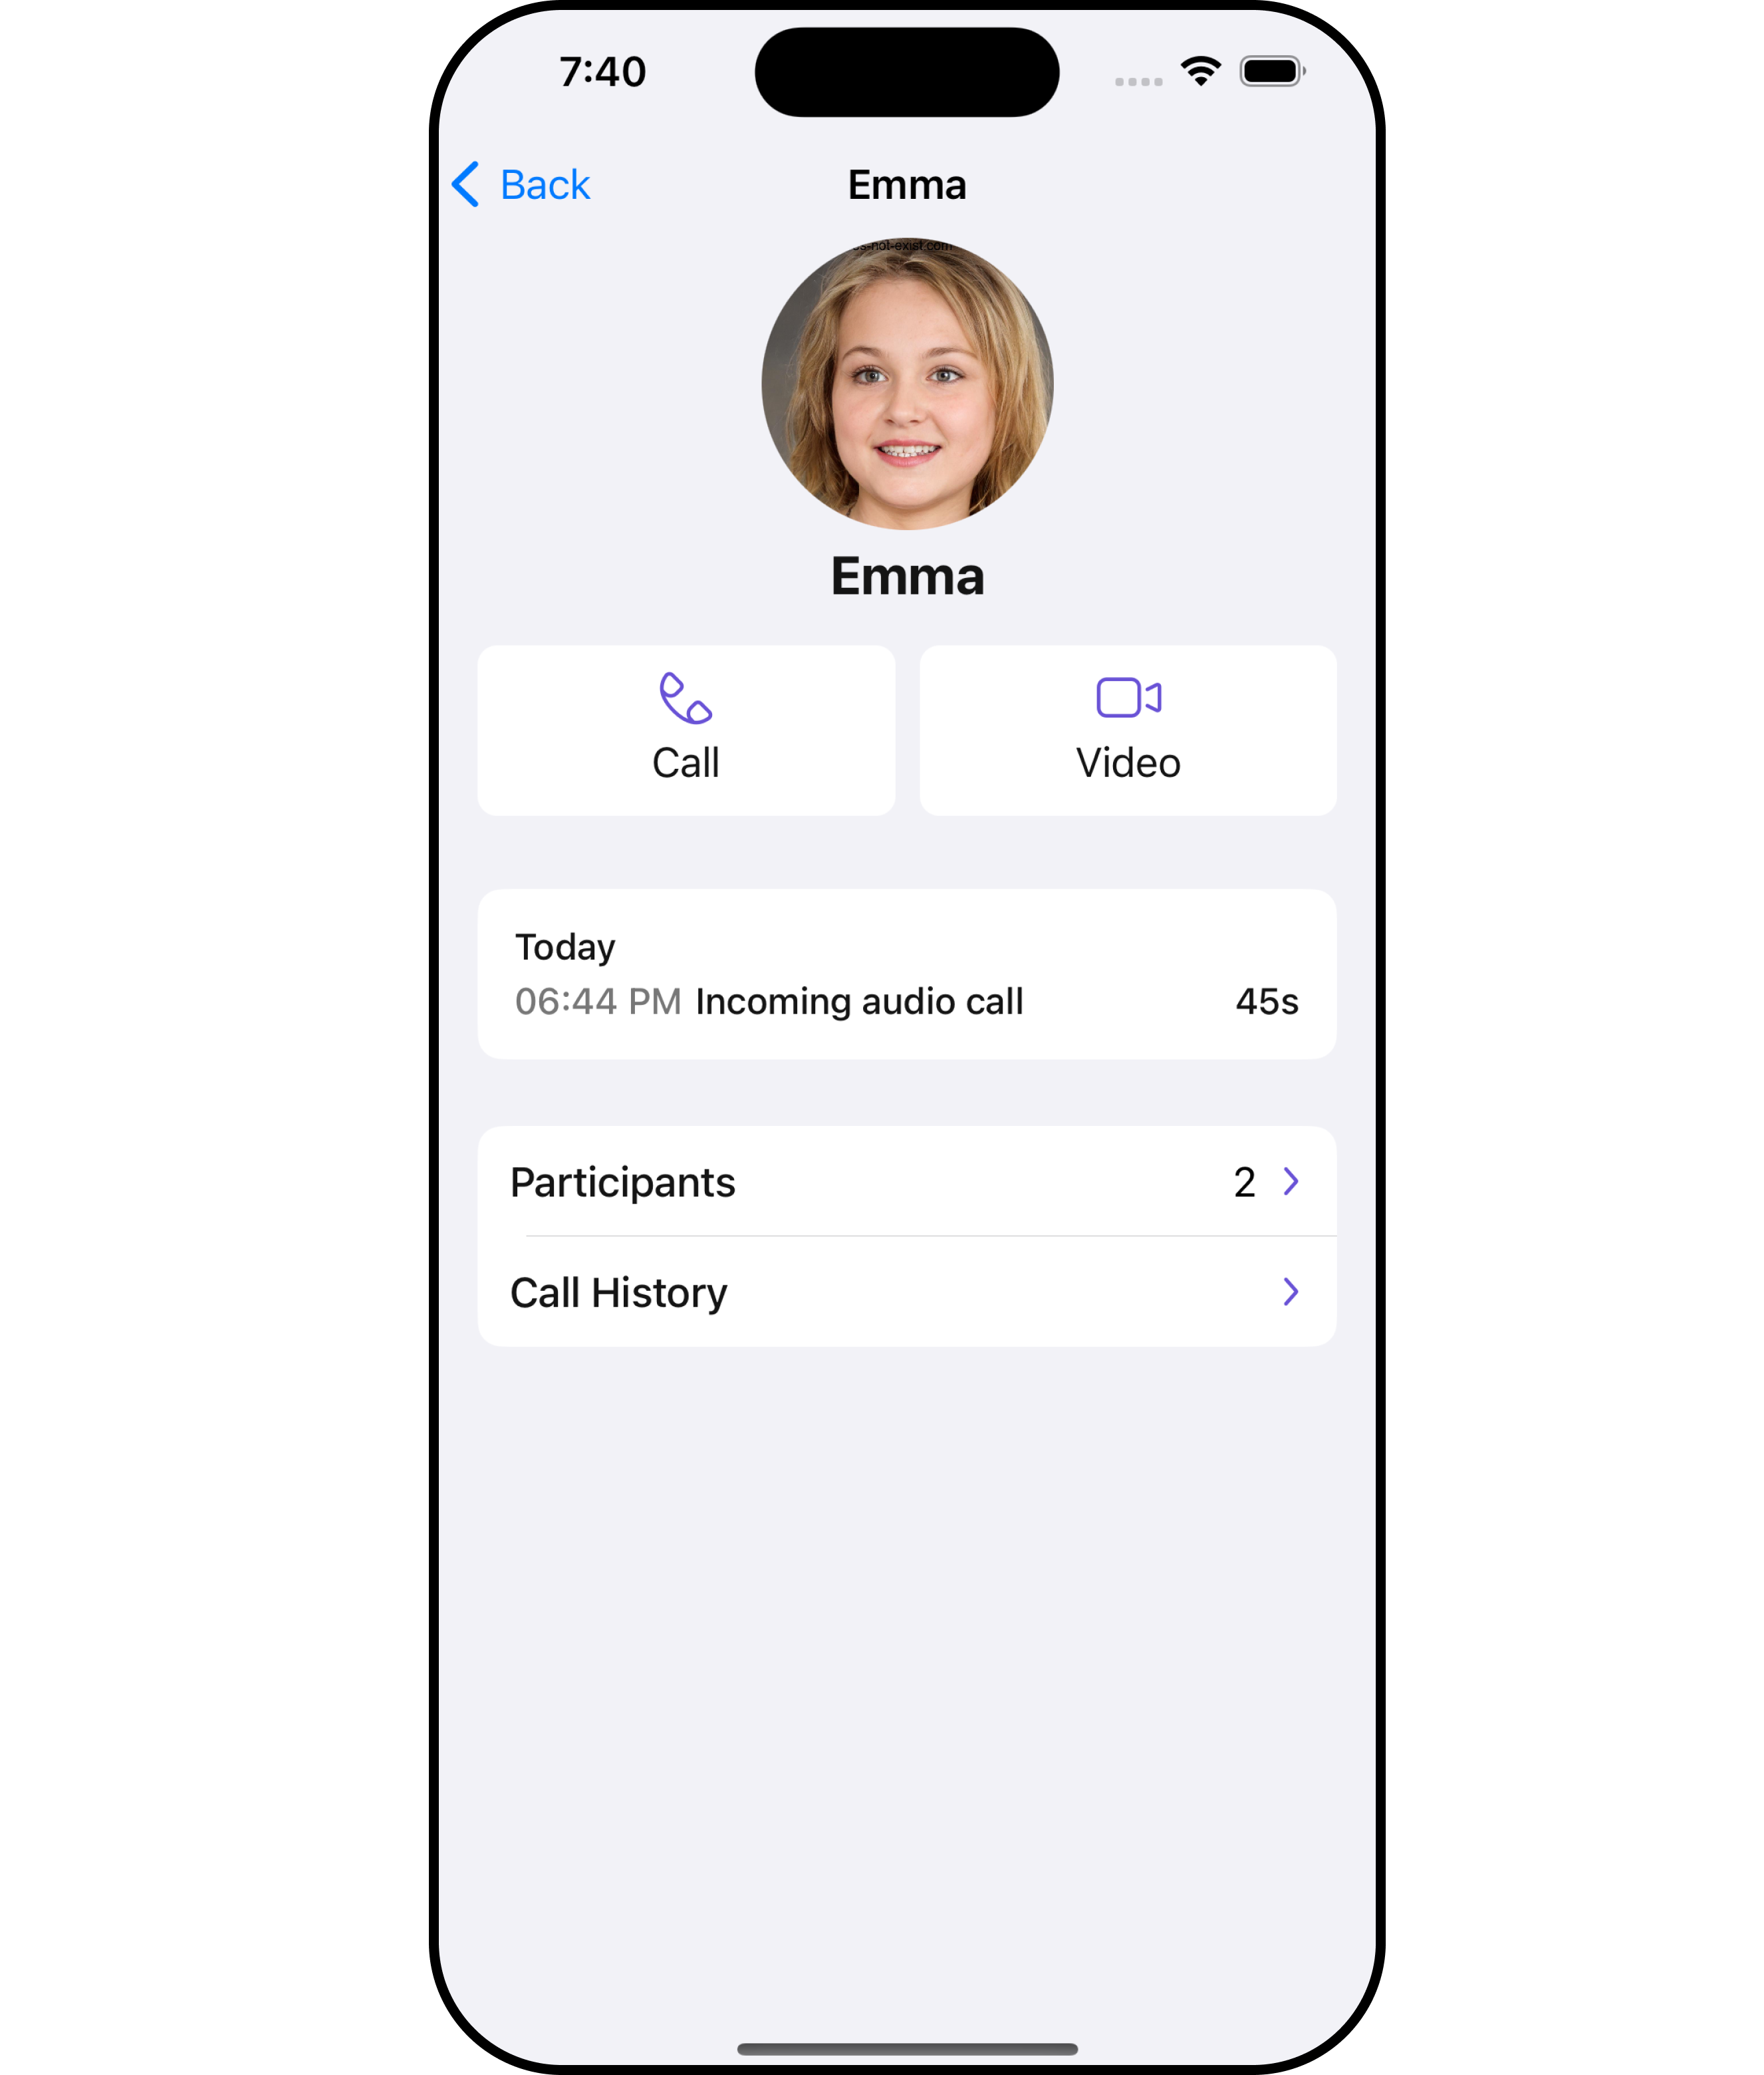 7:40
Back
Emma
s-not-exist.com
Emma
Call
Video
Today
06:44 PM Incoming audio call 45s
Participants 2
Call History